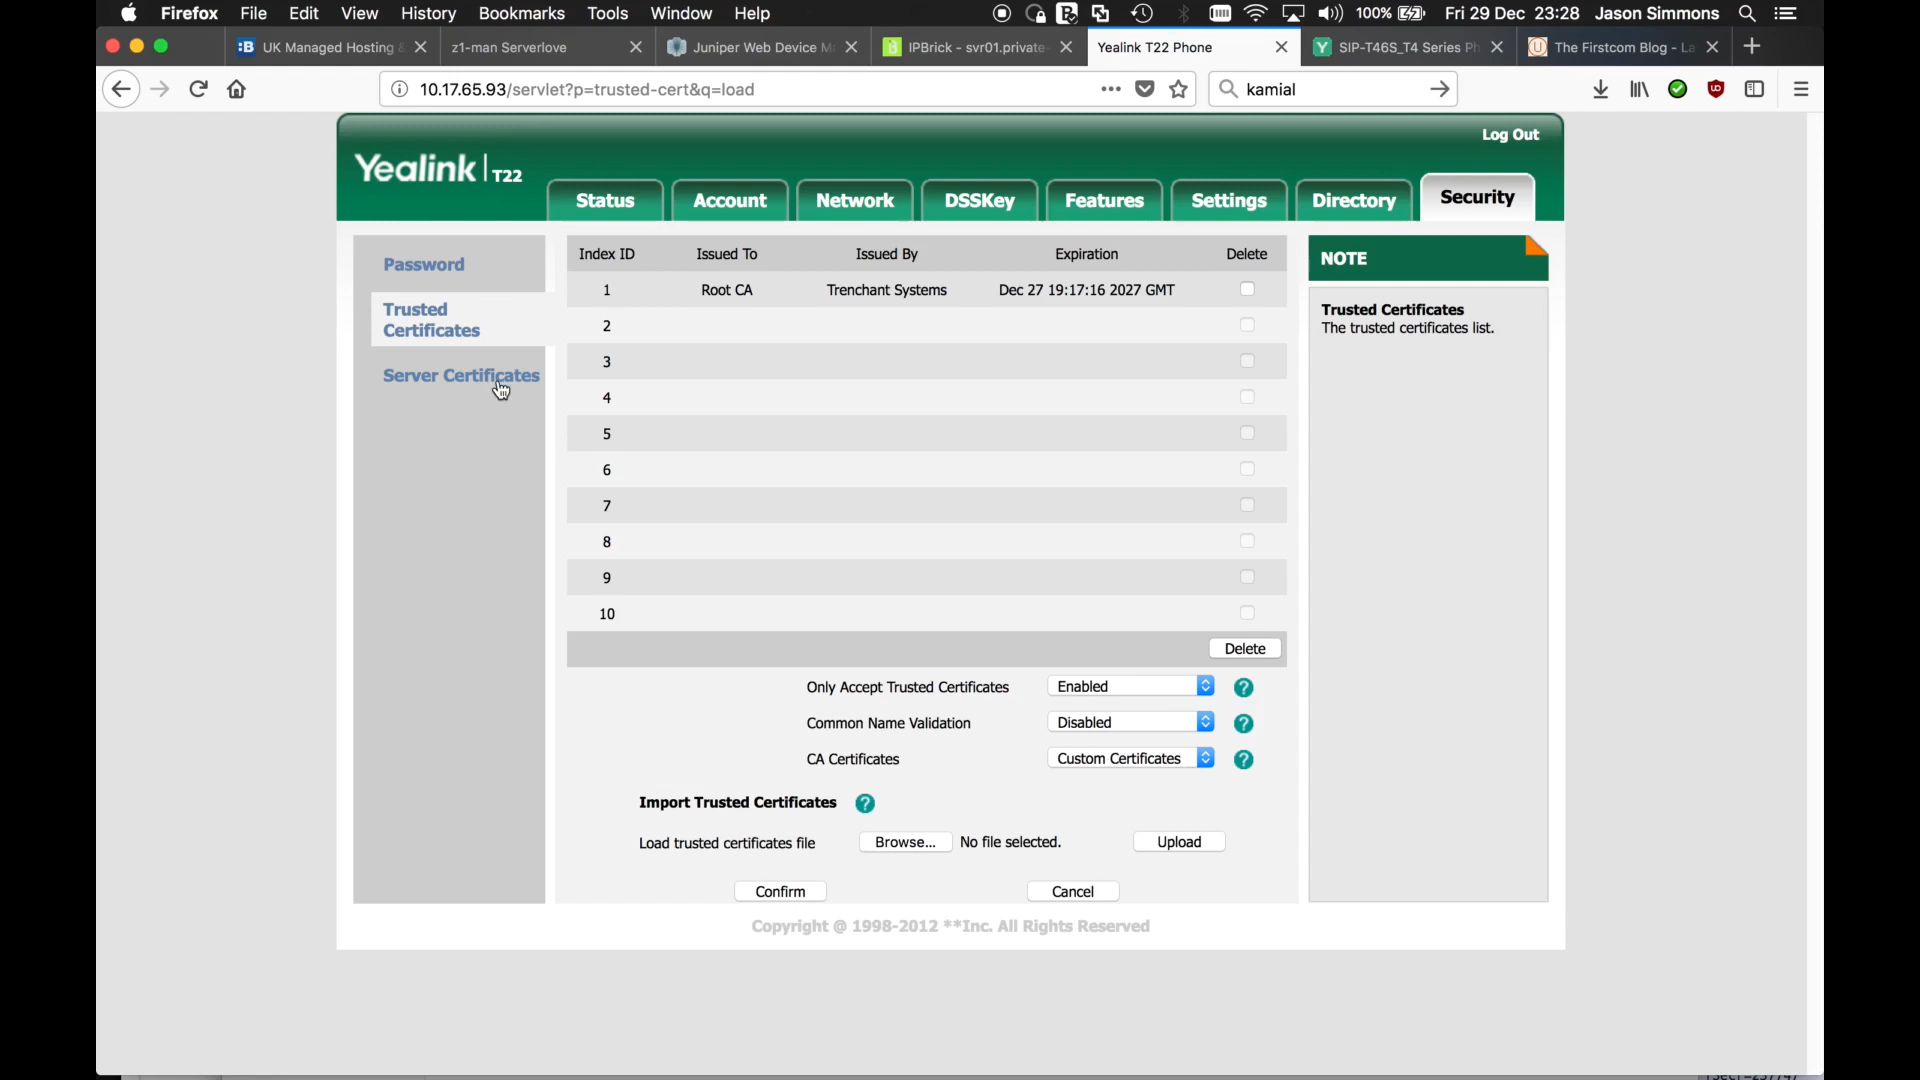 Firefox File Edit View History Bookmarks Tools Window Help 100% Fri 29 Dec 23:28 Jason Simmons
UK Managed Hosting & z1-man Serverlove Juniper Web Device M IPBrick - svr01.private Yealink T22 Phone SIP-T46S_T4 Series Ph The Firstcom Blog - La
10.17.65.93/servlet?p=trusted-cert&q=load kamial
Log Out
Yealink | T22
Status Account Network DSSKey Features Settings Directory Security
Password
Trusted Certificates
Server Certificates
Index ID Issued To Issued By Expiration Delete
1 Root CA Trenchant Systems Dec 27 19:17:16 2027 GMT
2
3
4
5
6
7
8
9
10
Delete
Only Accept Trusted Certificates Enabled ?
Common Name Validation Disabled ?
CA Certificates Custom Certificates ?
Import Trusted Certificates ?
Load trusted certificates file Browse... No file selected. Upload
Confirm Cancel
NOTE
Trusted Certificates
The trusted certificates list.
Copyright @ 1998-2012 **Inc. All Rights Reserved